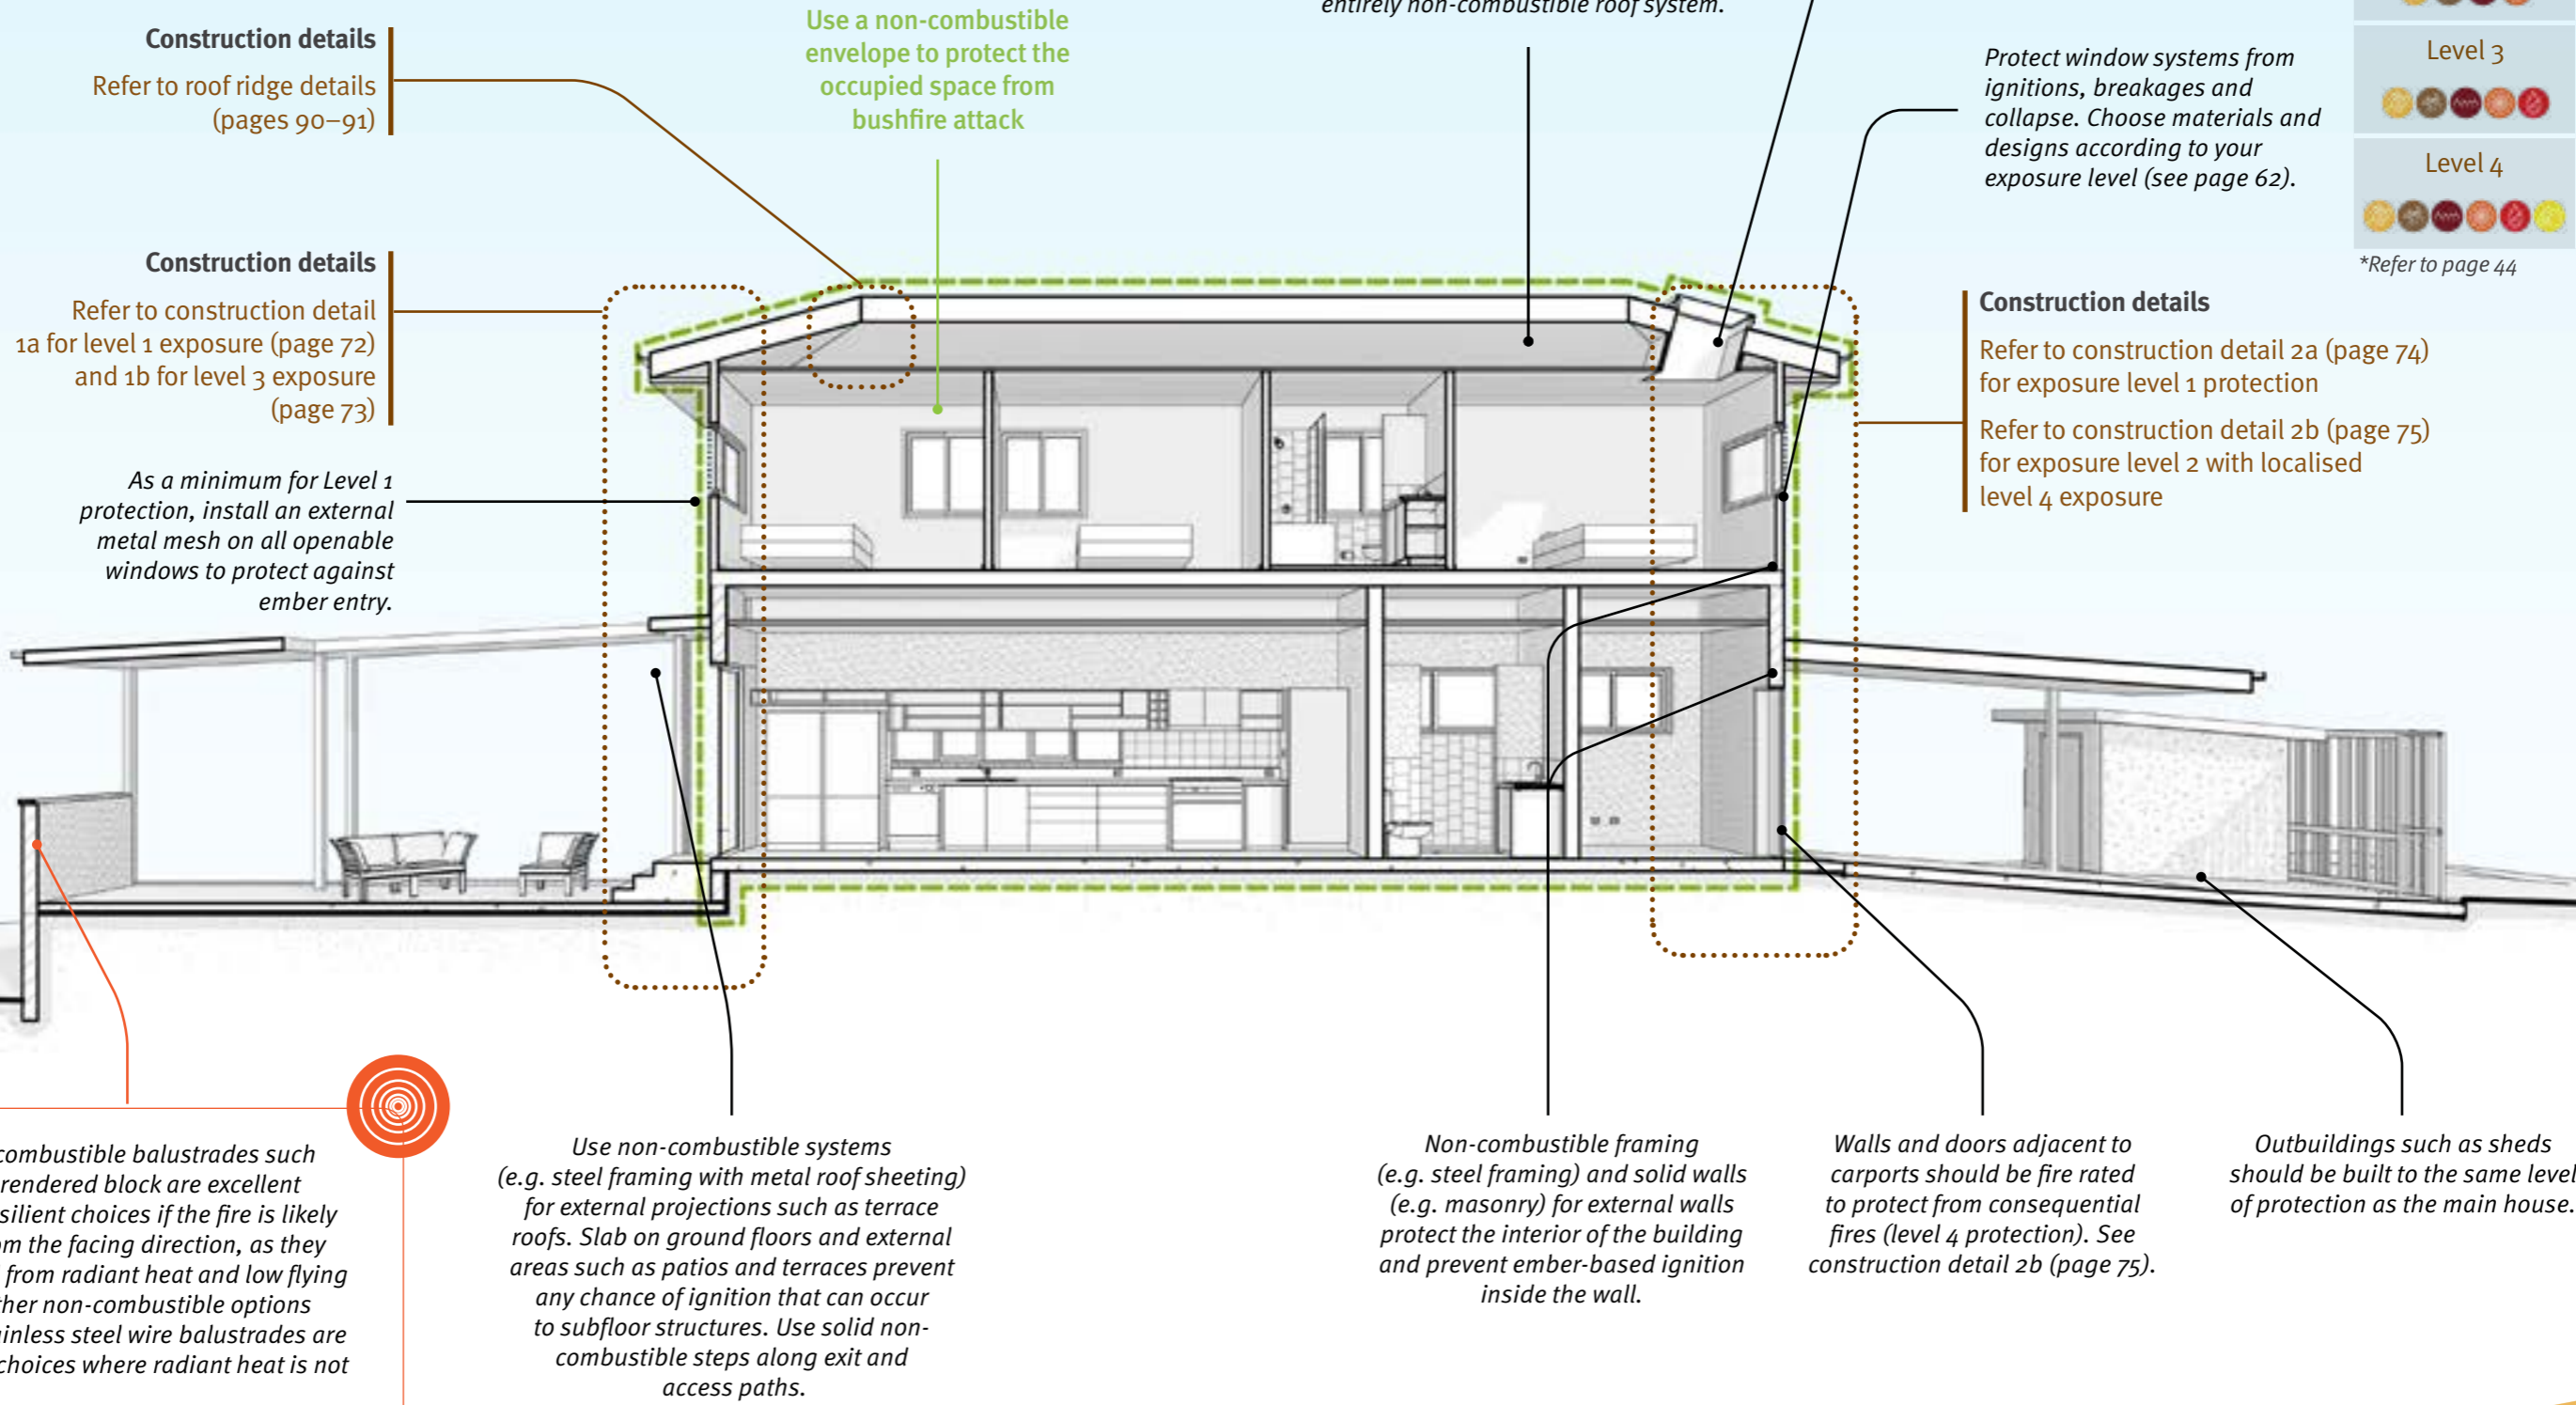 entirely non-combustible roof system.
Construction details
Refer to roof ridge details
(pages 90–91)
Use a non-combustible
envelope to protect the
occupied space from
bushfire attack
Protect window systems from
ignitions, breakages and
collapse. Choose materials and
designs according to your
exposure level (see page 62).
Level 3
Level 4
*Refer to page 44
Construction details
Refer to construction detail
1a for level 1 exposure (page 72)
and 1b for level 3 exposure
(page 73)
Construction details
Refer to construction detail 2a (page 74)
for exposure level 1 protection
Refer to construction detail 2b (page 75)
for exposure level 2 with localised
level 4 exposure
As a minimum for Level 1
protection, install an external
metal mesh on all openable
windows to protect against
ember entry.
combustible balustrades such
rendered block are excellent
silient choices if the fire is likely
om the facing direction, as they
from radiant heat and low flying
ther non-combustible options
ainless steel wire balustrades are
choices where radiant heat is not
Use non-combustible systems
(e.g. steel framing with metal roof sheeting)
for external projections such as terrace
roofs. Slab on ground floors and external
areas such as patios and terraces prevent
any chance of ignition that can occur
to subfloor structures. Use solid non-
combustible steps along exit and
access paths.
Non-combustible framing
(e.g. steel framing) and solid walls
(e.g. masonry) for external walls
protect the interior of the building
and prevent ember-based ignition
inside the wall.
Walls and doors adjacent to
carports should be fire rated
to protect from consequential
fires (level 4 protection). See
construction detail 2b (page 75).
Outbuildings such as sheds
should be built to the same level
of protection as the main house.